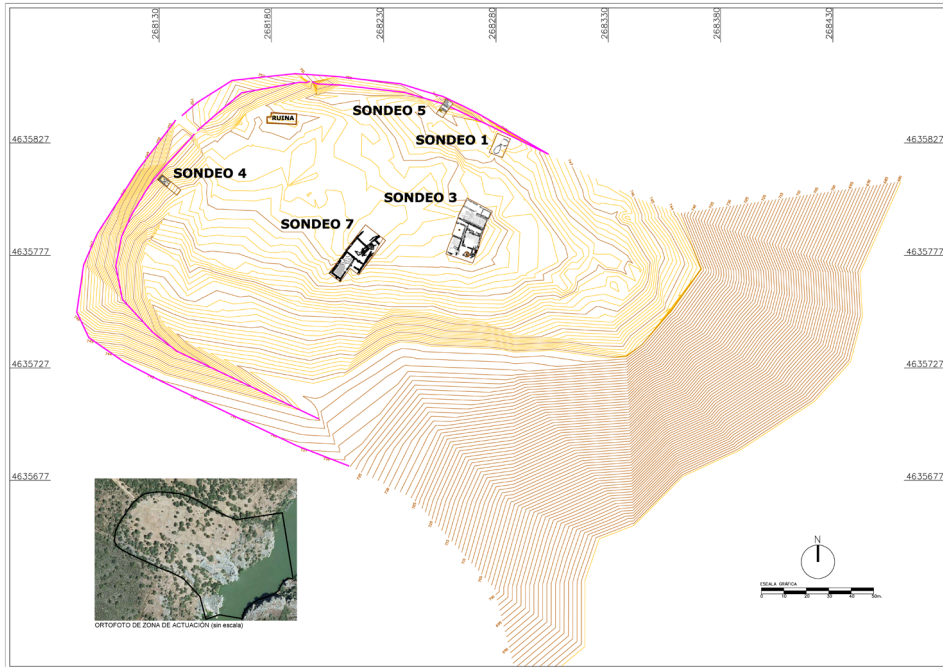 268130
268180
268230
268280
268330
268380
268430
SONDEO 5
RUINA
4635827
SONDEO 1
4635827
SONDEO 4
SONDEO 3
SONDEO 7
4635777
4635777
4635727
4635727
4635677
4635677
N
ESCALA GRÁFICA
0 10 20 30 40 50m.
ORTOFOTO DE ZONA DE ACTUACIÓN (sin escala)